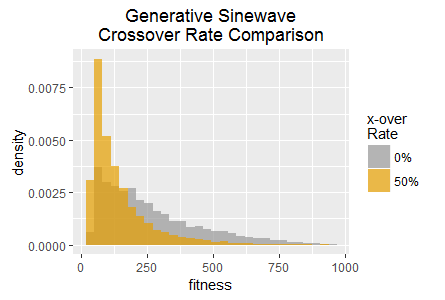 Generative Sinewave
Crossover Rate Comparison
0.0075
0.0050
0.0025
0.0000
density
0
250
500
750
1000
fitness
x-over
Rate
0%
50%